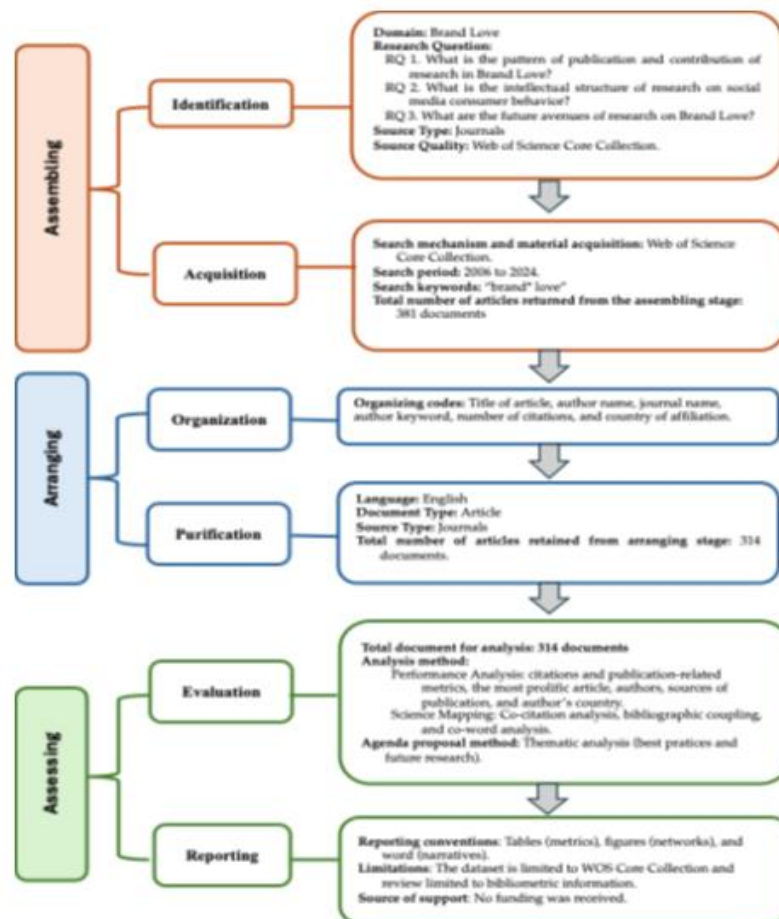 Assembling
Identification
Domain: Brand Love
Research Question:
RQ 1. What is the pattern of publication and contribution of
research in Brand Love?
RQ 2. What is the intellectual structure of research on social
media consumer behavior?
RQ 3. What are the future avenues of research on Brand Love?
Source Type: Journals
Source Quality: Web of Science Core Collection.
Acquisition
Search mechanism and material acquisition: Web of Science
Core Collection.
Search period: 2006 to 2024.
Search keywords: "brand* love"
Total number of articles returned from the assembling stage:
381 documents
Arranging
Organization
Organizing codes: Title of article, author name, journal name,
author keyword, number of citations, and country of affiliation.
Purification
Language: English
Document Type: Article
Source Type: Journals
Total number of articles retained from arranging stage: 314
documents.
Assessing
Evaluation
Total document for analysis: 314 documents
Analysis method:
Performance Analysis: citations and publication-related
metrics, the most prolific article, authors, sources of
publication, and author's country.
Science Mapping: Co-citation analysis, bibliographic coupling,
and co-word analysis.
Agenda proposal method: Thematic analysis (best pratices and
future research).
Reporting
Reporting conventions: Tables (metrics), figures (networks), and
word (narratives).
Limitations: The dataset is limited to WOS Core Collection and
review limited to bibliometric information.
Source of support: No funding was received.